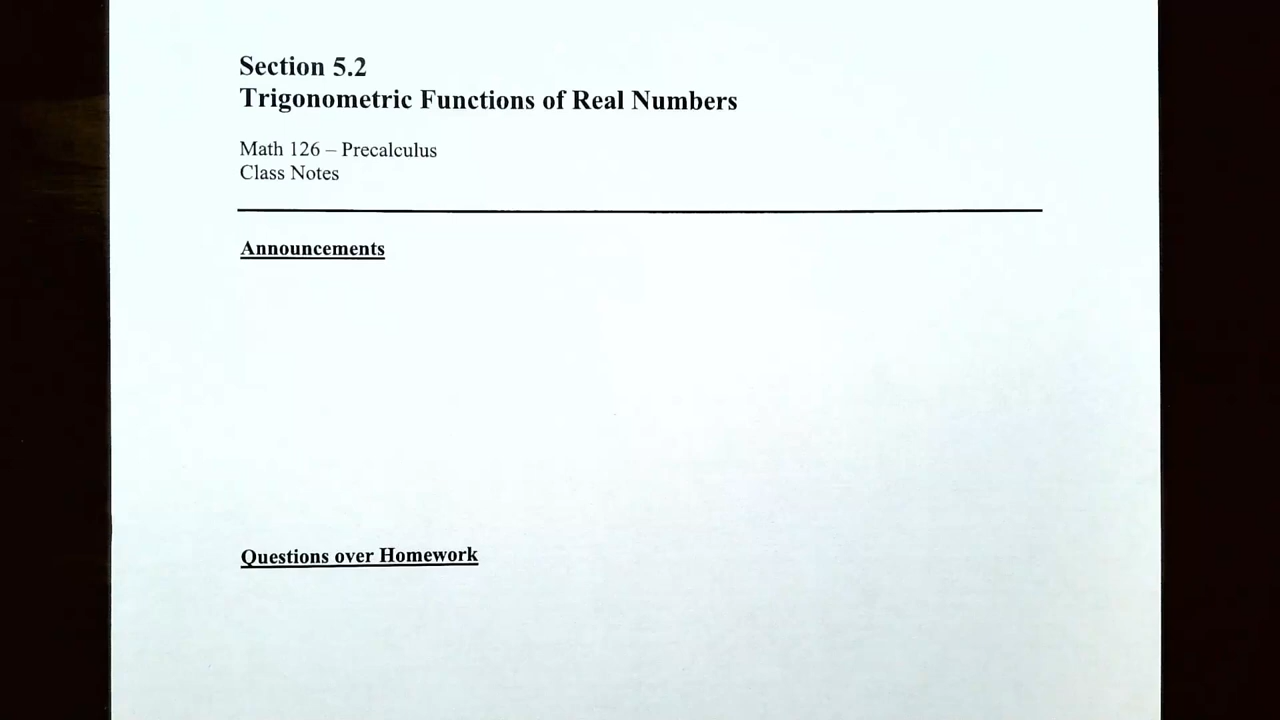 Section 5.2
Trigonometric Functions of Real Numbers
Math 126 – Precalculus
Class Notes
Announcements
Questions over Homework